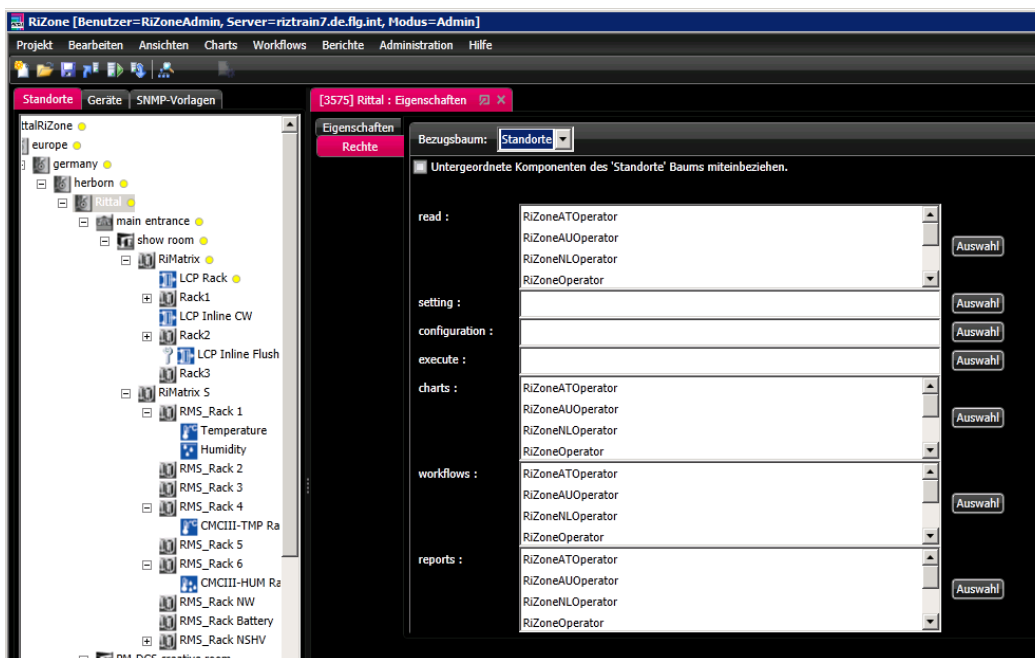 RiZone [Benutzer=RiZoneAdmin, Server=riztrain7.de.flg.int, Modus=Admin]
Projekt Bearbeiten Ansichten Charts Workflows Berichte Administration Hilfe
Standorte Geräte SNMP-Vorlagen
[3575] Rittal : Eigenschaften
ttalRiZone
europe
germany
herborn
Rittal
main entrance
show room
RiMatrix
LCP Rack
Rack1
LCP Inline CW
Rack2
LCP Inline Flush
Rack3
RiMatrix S
RMS_Rack 1
Temperature
Humidity
RMS_Rack 2
RMS_Rack 3
RMS_Rack 4
CMCIII-TMP Ra
RMS_Rack 5
RMS_Rack 6
CMCIII-HUM Ra
RMS_Rack NW
RMS_Rack Battery
RMS_Rack NSHV
Eigenschaften
Rechte
Bezugsbaum: Standorte
Untergeordnete Komponenten des 'Standorte' Baums miteinbeziehen.
read :
RiZoneATOperator
RiZoneAUOperator
RiZoneNLOperator
RiZoneOperator
Auswahl
setting :
Auswahl
configuration :
Auswahl
execute :
Auswahl
charts :
RiZoneATOperator
RiZoneAUOperator
RiZoneNLOperator
RiZoneOperator
Auswahl
workflows :
RiZoneATOperator
RiZoneAUOperator
RiZoneNLOperator
RiZoneOperator
Auswahl
reports :
RiZoneATOperator
RiZoneAUOperator
RiZoneNLOperator
RiZoneOperator
Auswahl